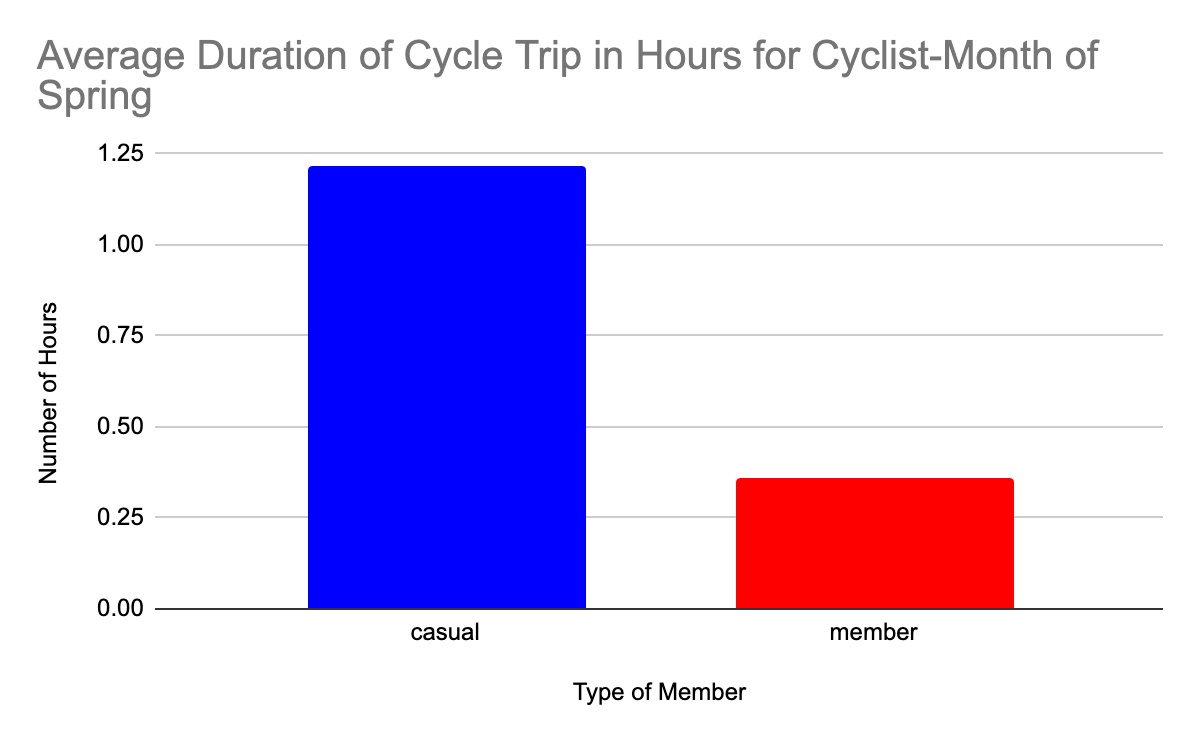 Average Duration of Cycle Trip in Hours for Cyclist-Month of
Spring
1.25
1.00
0.75
0.50
0.25
0.00
Number of Hours
casual
member
Type of Member